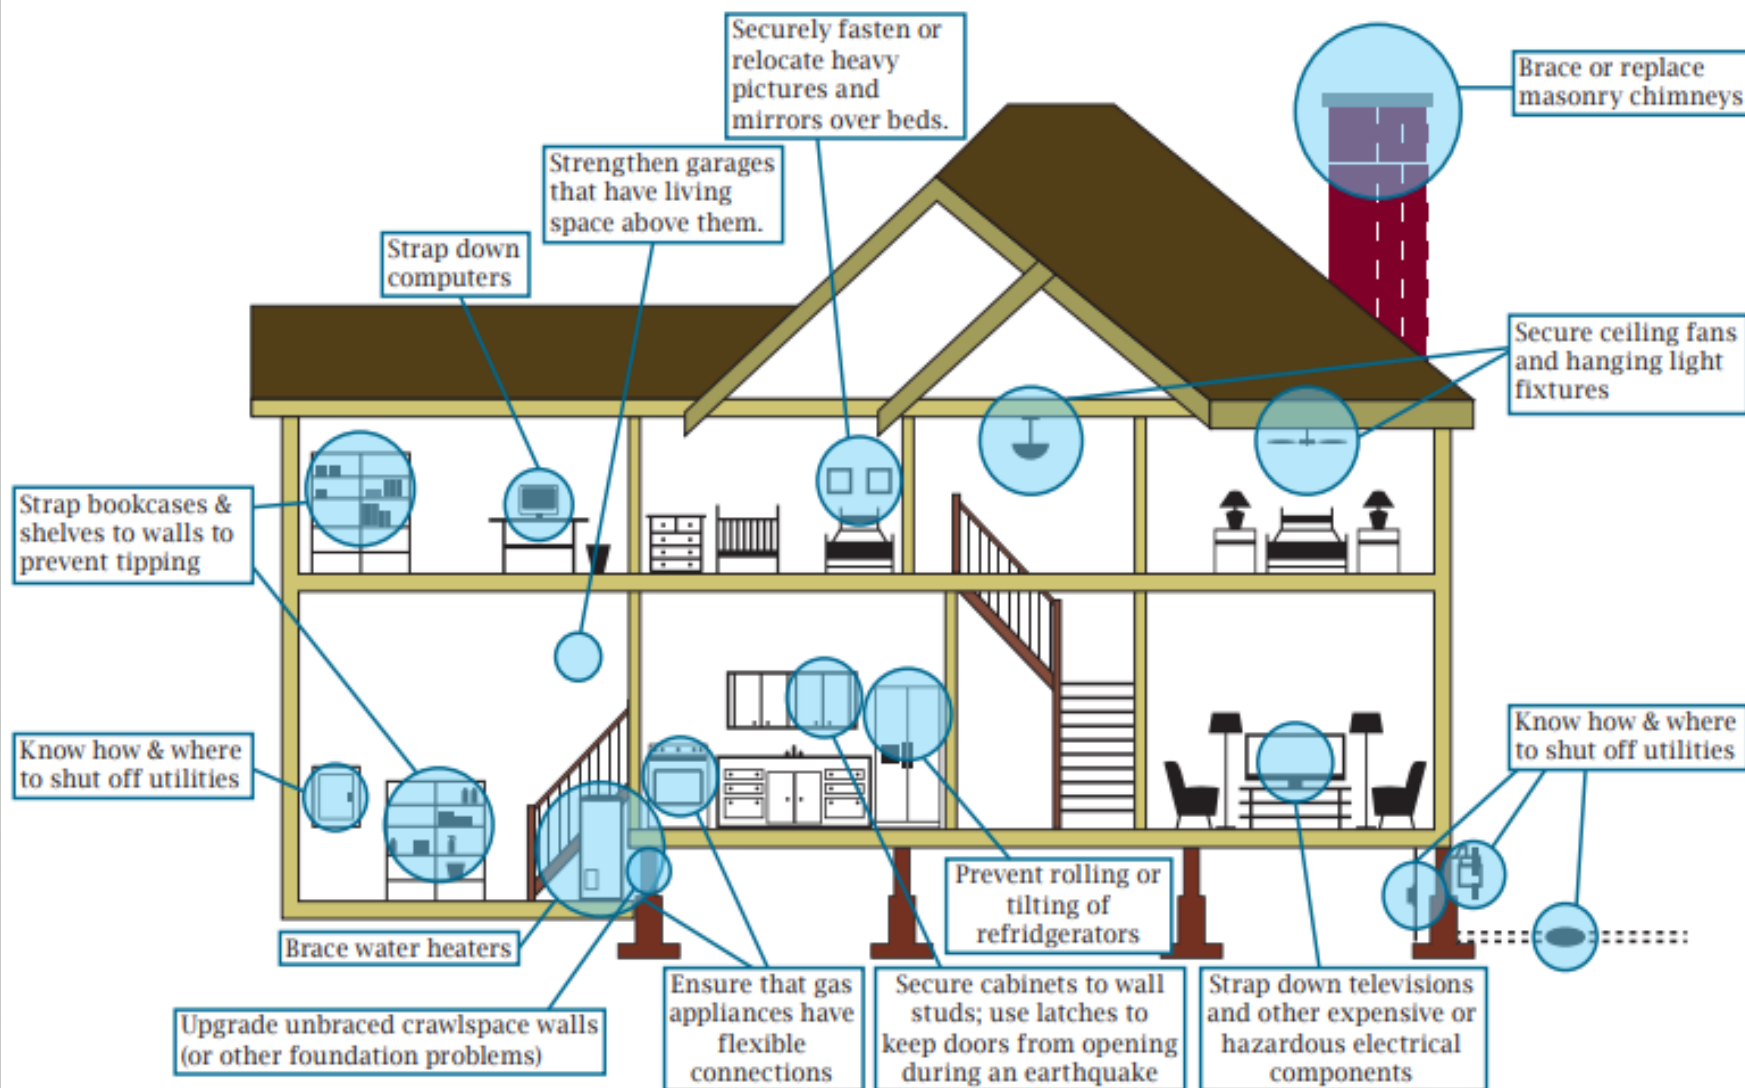 Securely fasten or
relocate heavy
pictures and
mirrors over beds.
Brace or replace
masonry chimneys
Strengthen garages
that have living
space above them.
Strap down
computers
Secure ceiling fans
and hanging light
fixtures
Strap bookcases &
shelves to walls to
prevent tipping
Know how & where
to shut off utilities
Know how & where
to shut off utilities
Prevent rolling or
tilting of
refridgerators
Brace water heaters
Upgrade unbraced crawlspace walls
(or other foundation problems)
Ensure that gas
appliances have
flexible
connections
Secure cabinets to wall
studs; use latches to
keep doors from opening
during an earthquake
Strap down televisions
and other expensive or
hazardous electrical
components